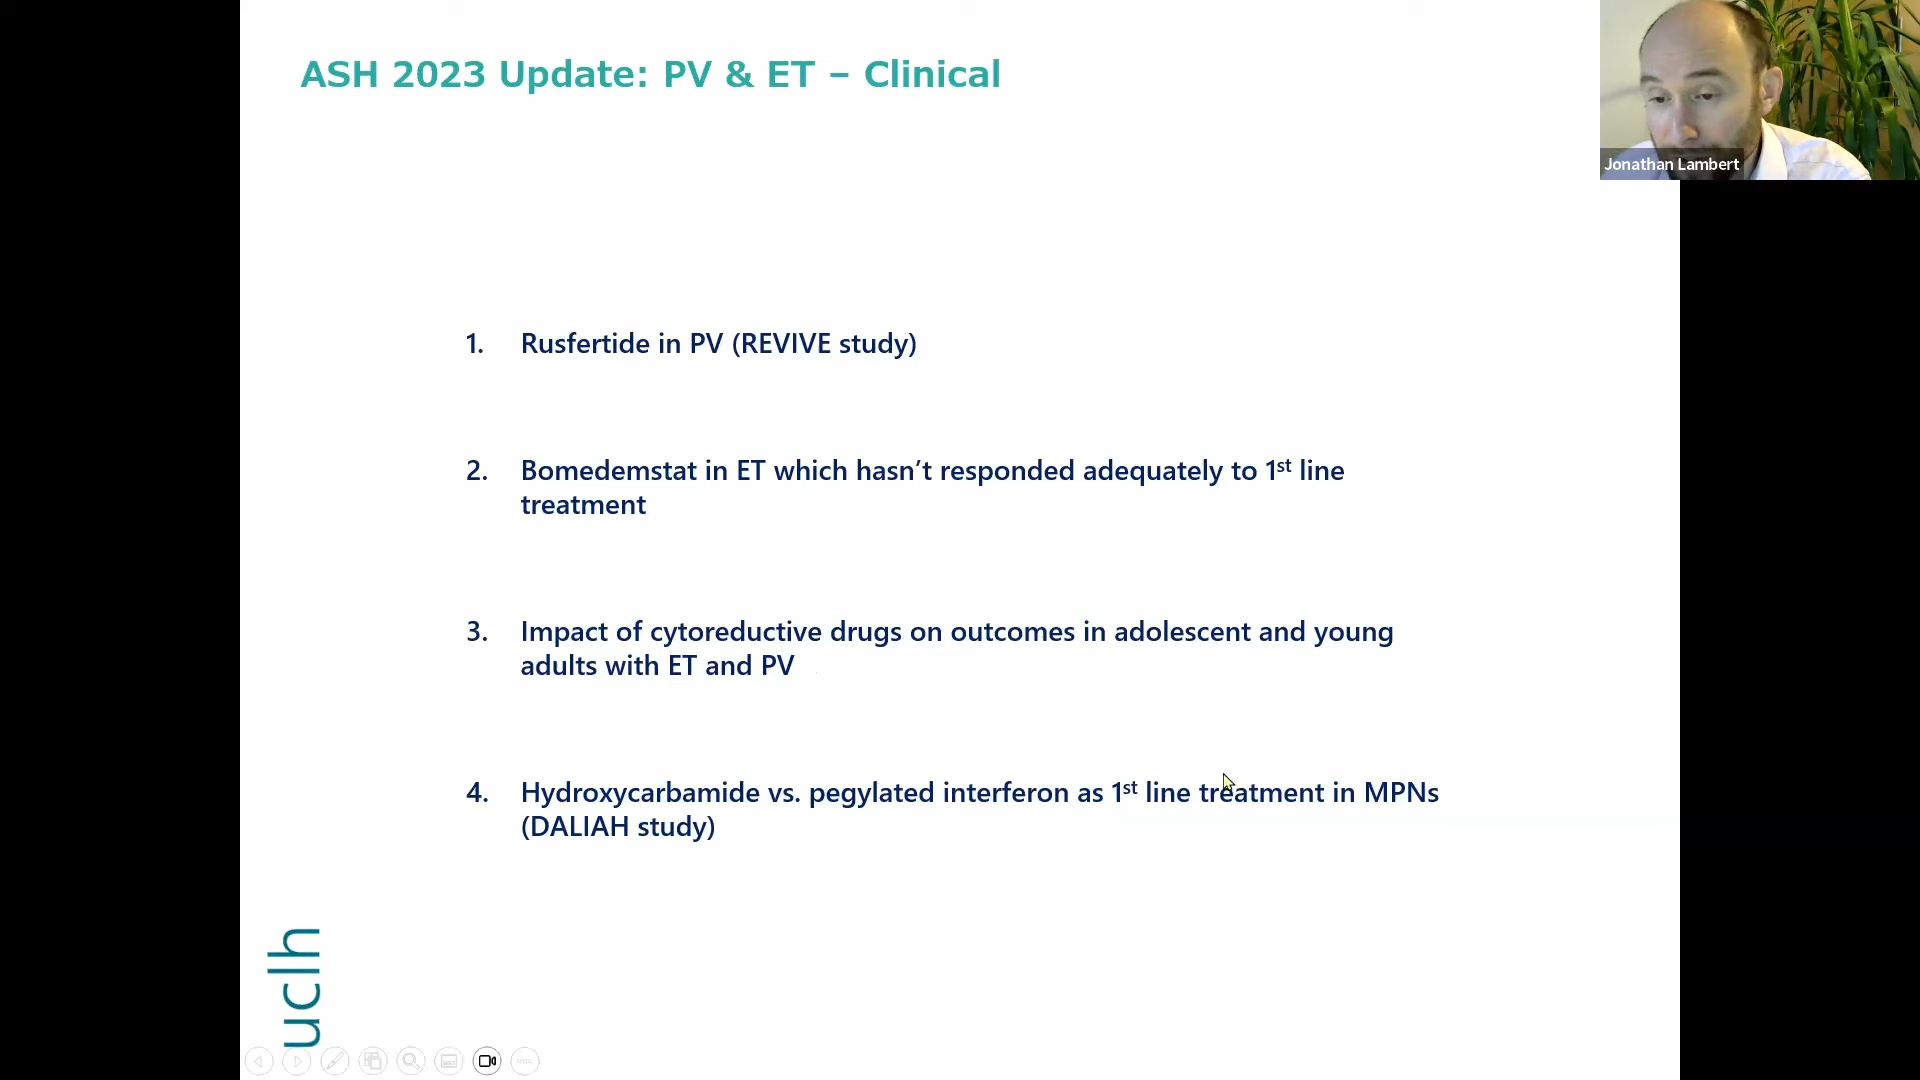 ASH 2023 Update: PV & ET – Clinical
Jonathan Lambert
1. Rusfertide in PV (REVIVE study)
2. Bomedemstat in ET which hasn’t responded adequately to 1st line
treatment
3. Impact of cytoreductive drugs on outcomes in adolescent and young
adults with ET and PV
4. Hydroxycarbamide vs. pegylated interferon as 1st line treatment in MPNs
(DALIAH study)
uclh